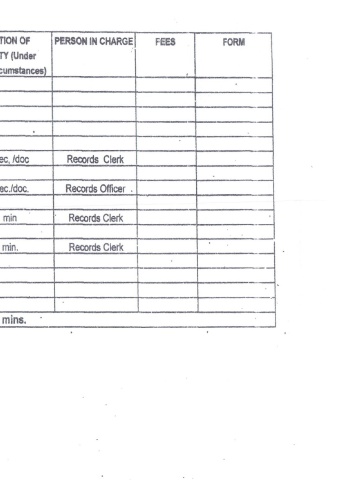 TION OF PERSON IN CHARGE FEES FORM
TY (Under
cumstances)
ec, /doc Records Clerk
ec./doc. Records Officer
min Records Clerk
min. Records Clerk
mins.